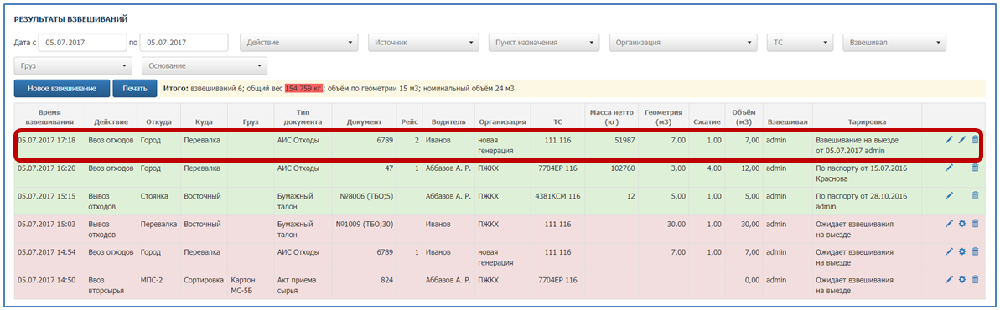 РЕЗУЛЬТАТЫ ВЗВЕШИВАНИЙ
Дата с 05.07.2017 по 05.07.2017 Действие Источник Пункт назначения Организация ТС Взвешивал
Груз Основание
Новое взвешивание Печать Итого: взвешиваний 6; общий вес 154 759 кг.; объём по геометрии 15 м3; номинальный объём 24 м3
Время взвешивания Действие Откуда Куда Груз Тип документа Документ Рейс Водитель Организация ТС Масса нетто (кг) Геометрия (м3) Сжатие Объём (м3) Взвешивал Тарировка
05.07.2017 17:18 Ввоз отходов Город Перевалка АИС Отходы 6789 2 Иванов новая генерация 111 116 51987 7,00 1,00 7,00 admin Взвешивание на выезде от 05.07.2017 admin
05.07.2017 16:20 Ввоз отходов Город Перевалка АИС Отходы 47 1 Аббазов А. Р. ПЖКХ 7704ЕР 116 102760 3,00 4,00 12,00 admin По паспорту от 15.07.2016 Краснова
05.07.2017 15:15 Вывоз отходов Стоянка Восточный Бумажный талон №8006 (ТБО;5) Аббазов А. Р. ПЖКХ 4381КСМ 116 12 5,00 1,00 5,00 admin По паспорту от 28.10.2016 admin
05.07.2017 15:03 Вывоз отходов Перевалка Восточный Бумажный талон №1009 (ТБО;30) Иванов ПЖКХ 111 116 30,00 1,00 30,00 admin Ожидает взвешивания на выезде
05.07.2017 14:54 Ввоз отходов Город Перевалка АИС Отходы 6789 1 Иванов новая генерация 111 116 7,00 1,00 7,00 admin Ожидает взвешивания на выезде
05.07.2017 14:50 Ввоз вторсырья МПС-2 Сортировка Картон МС-5Б Акт приема сырья 824 Аббазов А. Р. ПЖКХ 7704ЕР 116 0,00 admin Ожидает взвешивания на выезде